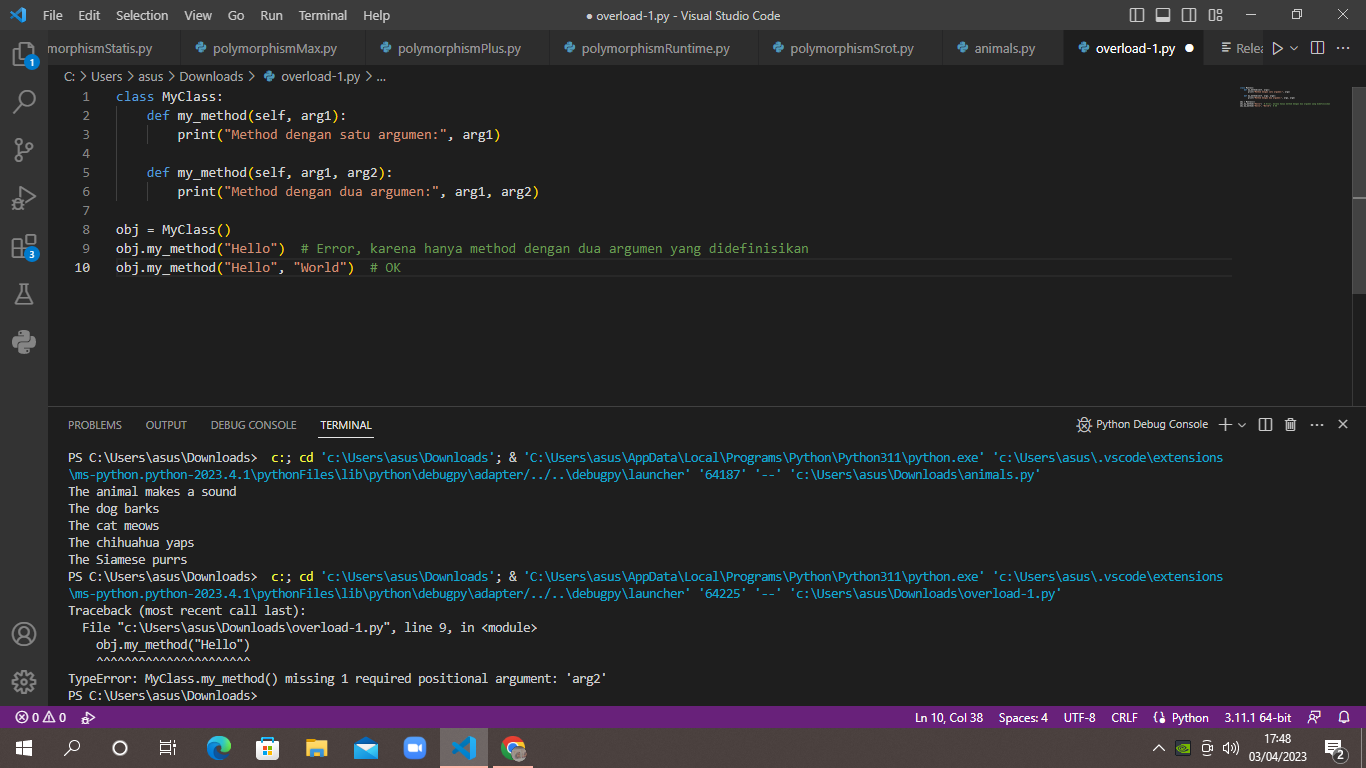 File Edit Selection View Go Run Terminal Help ● overload-1.py - Visual Studio Code
morphismStatis.py polymorphismMax.py polymorphismPlus.py polymorphismRuntime.py polymorphismSrot.py animals.py overload-1.py ● Relea
C: > Users > asus > Downloads > overload-1.py > ...
1 class MyClass:
2 def my_method(self, arg1):
3 print("Method dengan satu argumen:", arg1)
4
5 def my_method(self, arg1, arg2):
6 print("Method dengan dua argumen:", arg1, arg2)
7
8 obj = MyClass()
9 obj.my_method("Hello") # Error, karena hanya method dengan dua argumen yang didefinisikan
10 obj.my_method("Hello", "World") # OK
1
3
PROBLEMS OUTPUT DEBUG CONSOLE TERMINAL Python Debug Console
PS C:\Users\asus\Downloads> c:; cd 'c:\Users\asus\Downloads'; & 'C:\Users\asus\AppData\Local\Programs\Python\Python311\python.exe' 'c:\Users\asus\.vscode\extensions
\ms-python.python-2023.4.1\pythonFiles\lib\python\debugpy\adapter/../..\debugpy\launcher' '64187' '--' 'c:\Users\asus\Downloads\animals.py'
The animal makes a sound
The dog barks
The cat meows
The chihuahua yaps
The Siamese purrs
PS C:\Users\asus\Downloads> c:; cd 'c:\Users\asus\Downloads'; & 'C:\Users\asus\AppData\Local\Programs\Python\Python311\python.exe' 'c:\Users\asus\.vscode\extensions
\ms-python.python-2023.4.1\pythonFiles\lib\python\debugpy\adapter/../..\debugpy\launcher' '64225' '--' 'c:\Users\asus\Downloads\overload-1.py'
Traceback (most recent call last):
File "c:\Users\asus\Downloads\overload-1.py", line 9, in <module>
obj.my_method("Hello")
^^^^^^^^^^^^^^^^^^^^^^
TypeError: MyClass.my_method() missing 1 required positional argument: 'arg2'
PS C:\Users\asus\Downloads>
0 0 Ln 10, Col 38 Spaces: 4 UTF-8 CRLF Python 3.11.1 64-bit
17:48
03/04/2023
2